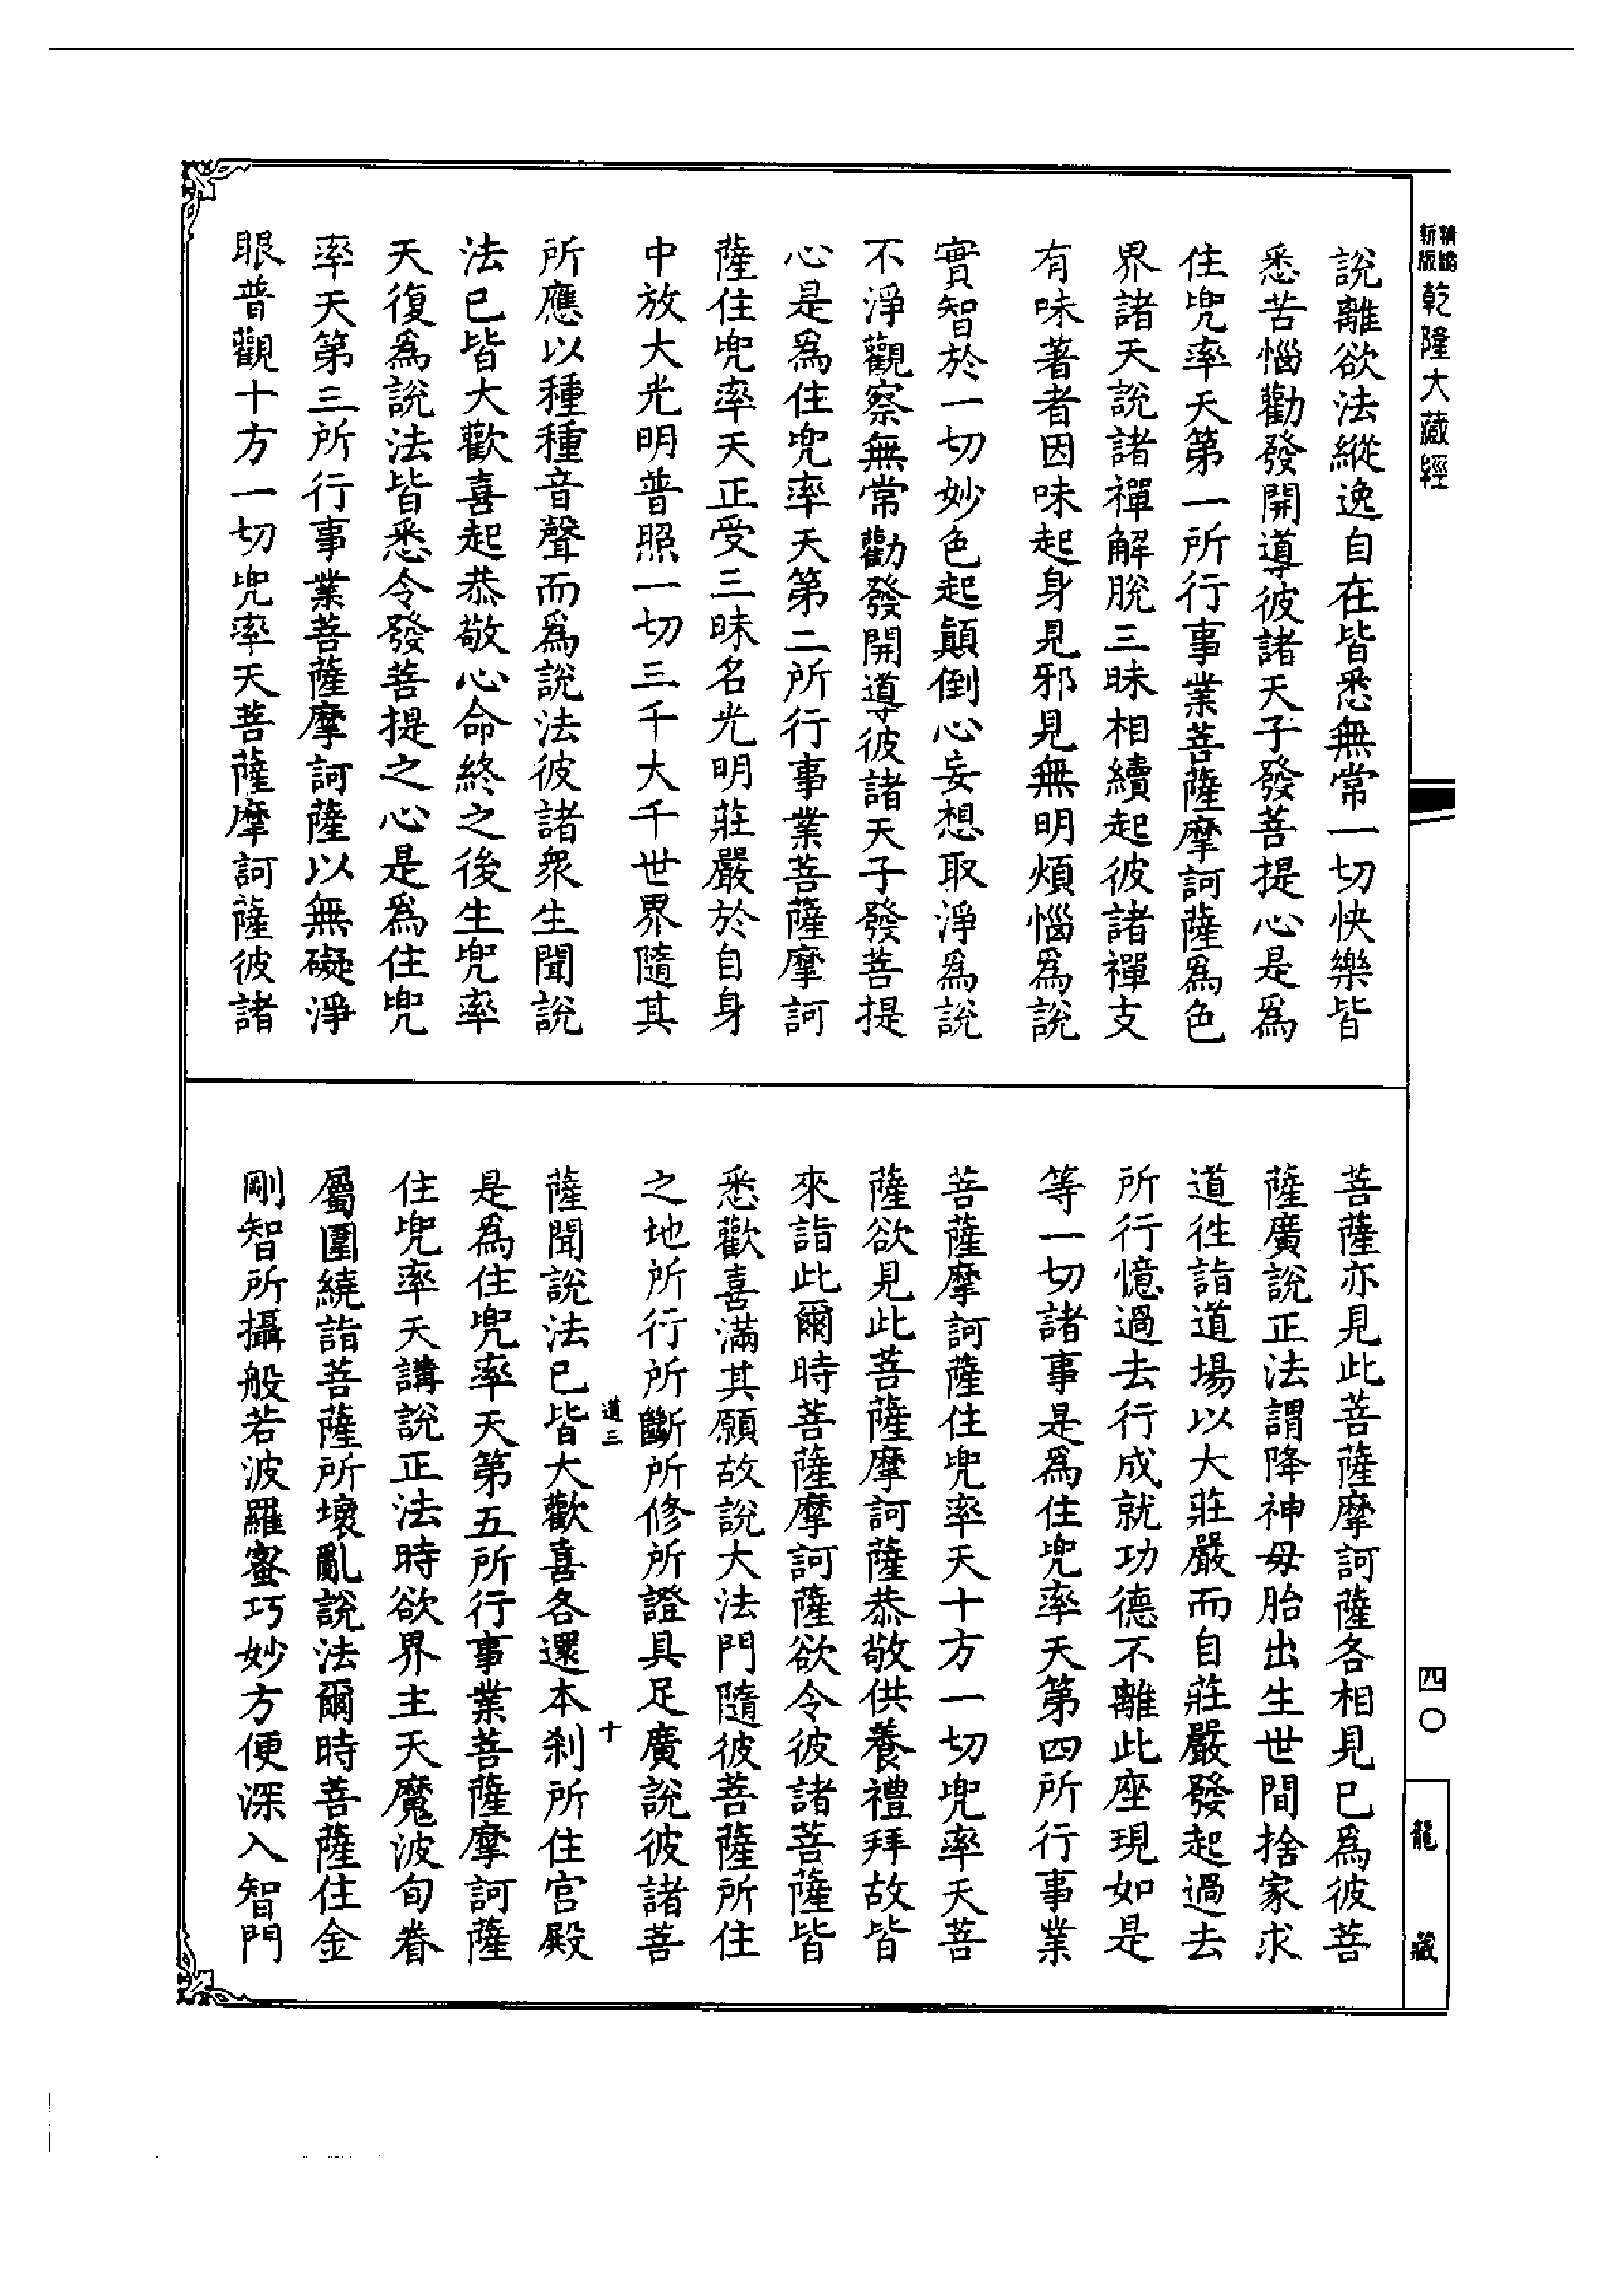 新版
乾隆大藏經
說離欲法縱逸自在皆悉無常一切快樂皆
悉苦惱勸發開導彼諸天子發菩提心是為
住兜率天第一所行事業菩薩摩訶薩為色
界諸天說諸禪解脫三昧相續起彼諸禪支
有味著者因味起身見邪見無明煩惱為說
實智於一切妙色起顛倒心妄想取淨為說
不淨觀察無常勸發開導彼諸天子發菩提
心是為住兜率天第二所行事業菩薩摩訶
薩住兜率天正受三昧名光明莊嚴於自身
中放大光明普照一切三千大千世界隨其
所應以種種音聲而為說法彼諸眾生聞說
法已皆大歡喜起恭敬心命終之後生兜率
天復為說法皆悉令發菩提之心是為住兜
率天第三所行事業菩薩摩訶薩以無礙淨
眼普觀十方一切兜率天菩薩摩訶薩彼諸
菩薩亦見此菩薩摩訶薩各相見已為彼菩
薩廣說正法謂降神母胎出生世間捨家求
道往詣道場以大莊嚴而自莊嚴發起過去
所行憶過去行成就功德不離此座現如是
等一切諸事是為住兜率天第四所行事業
菩薩摩訶薩住兜率天十方一切兜率天菩
薩欲見此菩薩摩訶薩恭敬供養禮拜故皆
來詣此爾時菩薩摩訶薩欲令彼諸菩薩皆
悉歡喜滿其願故說大法門隨彼菩薩所住
之地所行所斷所修所證具足廣說彼諸菩
道三 十
薩聞說法已皆大歡喜各還本剎所住宮殿
是為住兜率天第五所行事業菩薩摩訶薩
住兜率天講說正法時欲界主天魔波旬眷
屬圍繞詣菩薩所壞亂說法爾時菩薩住金
剛智所攝般若波羅蜜巧妙方便深入智門
四〇
龍藏